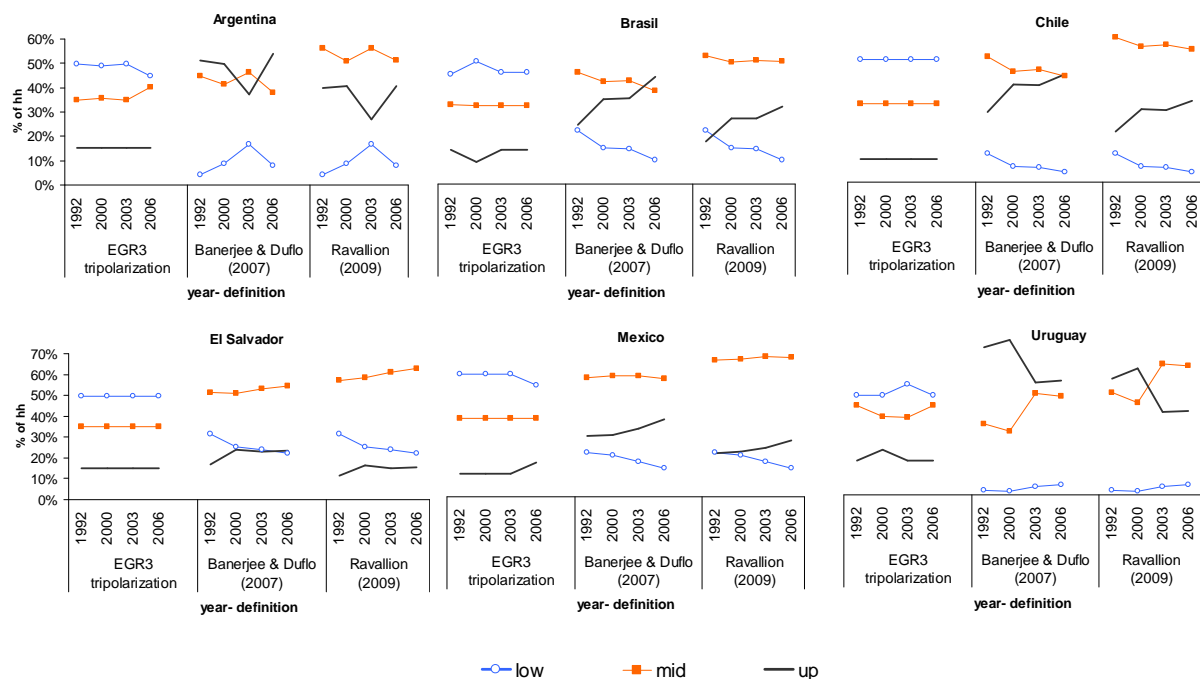 Argentina
60%
50%
40%
30%
20%
10%
0%
% of hh
1992 2000 2003 2006 1992 2000 2003 2006 1992 2000 2003 2006
EGR3 tripolarization
Banerjee & Duflo (2007)
Ravallion (2009)
year- definition
Brasil
1992 2000 2003 2006 1992 2000 2003 2006 1992 2000 2003 2006
EGR3 tripolarization
Banerjee & Duflo (2007)
Ravallion (2009)
year- definition
Chile
1992 2000 2003 2006 1992 2000 2003 2006 1992 2000 2003 2006
EGR3 tripolarization
Banerjee & Duflo (2007)
Ravallion (2009)
year- definition
El Salvador
70%
60%
50%
40%
30%
20%
10%
0%
% of hh
1992 2000 2003 2006 1992 2000 2003 2006 1992 2000 2003 2006
EGR3 tripolarization
Banerjee & Duflo (2007)
Ravallion (2009)
year- definition
Mexico
1992 2000 2003 2006 1992 2000 2003 2006 1992 2000 2003 2006
EGR3 tripolarization
Banerjee & Duflo (2007)
Ravallion (2009)
year- definition
Uruguay
1992 2000 2003 2006 1992 2000 2003 2006 1992 2000 2003 2006
EGR3 tripolarization
Banerjee & Duflo (2007)
Ravallion (2009)
year- definition
low mid up